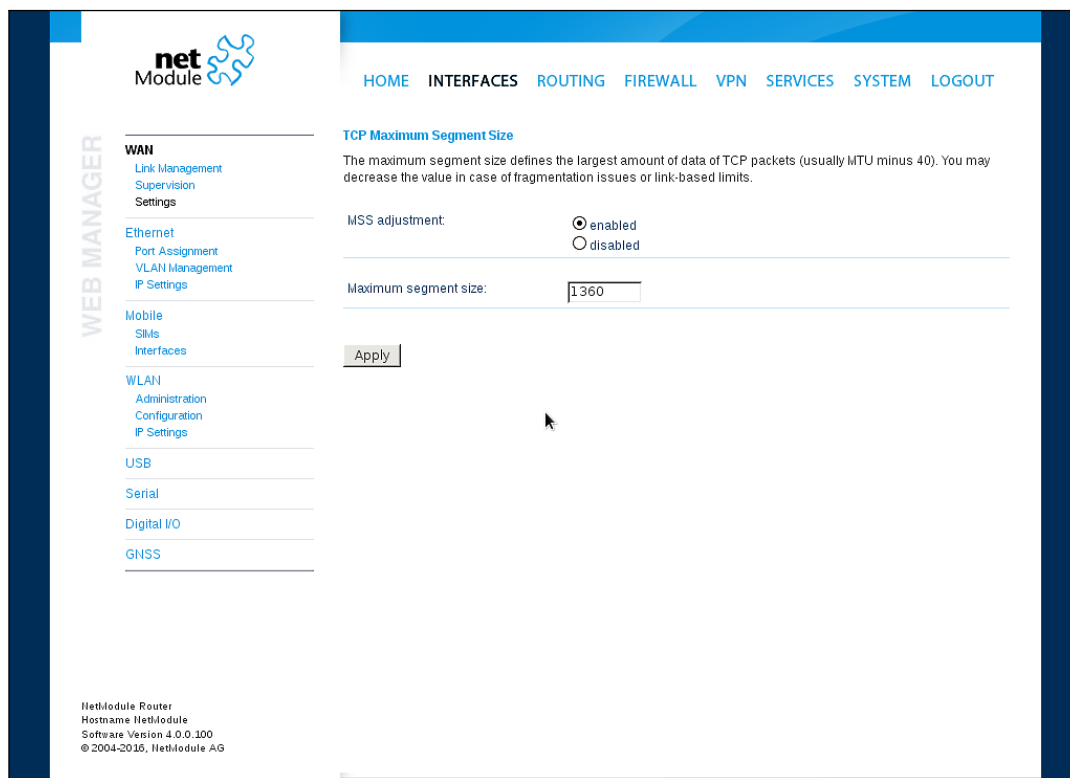 net
Module
HOME INTERFACES ROUTING FIREWALL VPN SERVICES SYSTEM LOGOUT
WEB MANAGER
WAN
Link Management
Supervision
Settings
Ethernet
Port Assignment
VLAN Management
IP Settings
Mobile
SIMs
Interfaces
WLAN
Administration
Configuration
IP Settings
USB
Serial
Digital I/O
GNSS
TCP Maximum Segment Size
The maximum segment size defines the largest amount of data of TCP packets (usually MTU minus 40). You may
decrease the value in case of fragmentation issues or link-based limits.
MSS adjustment:
enabled
disabled
Maximum segment size: 1360
Apply
NetModule Router
Hostname NetModule
Software Version 4.0.0.100
© 2004-2016, NetModule AG